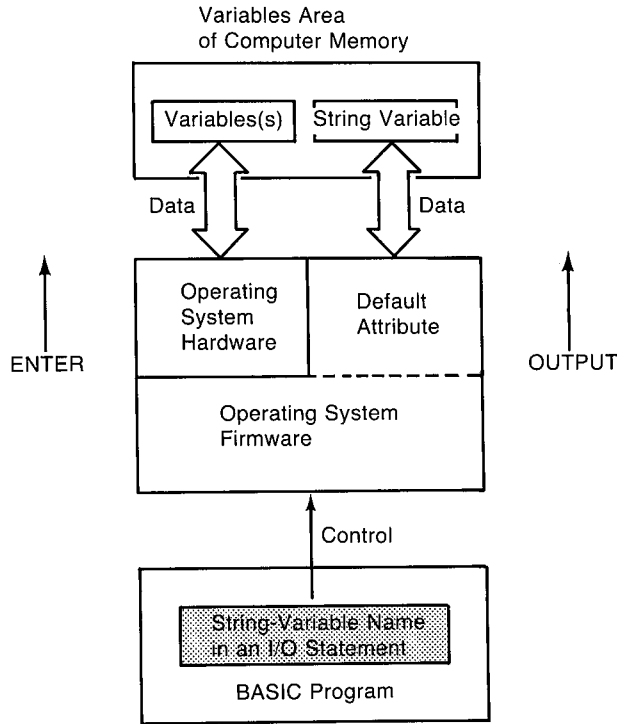 Variables Area
of Computer Memory
Variables(s)
String Variable
Data
Data
Operating
System
Hardware
Default
Attribute
ENTER
OUTPUT
Operating System
Firmware
Control
String-Variable Name
in an I/O Statement
BASIC Program